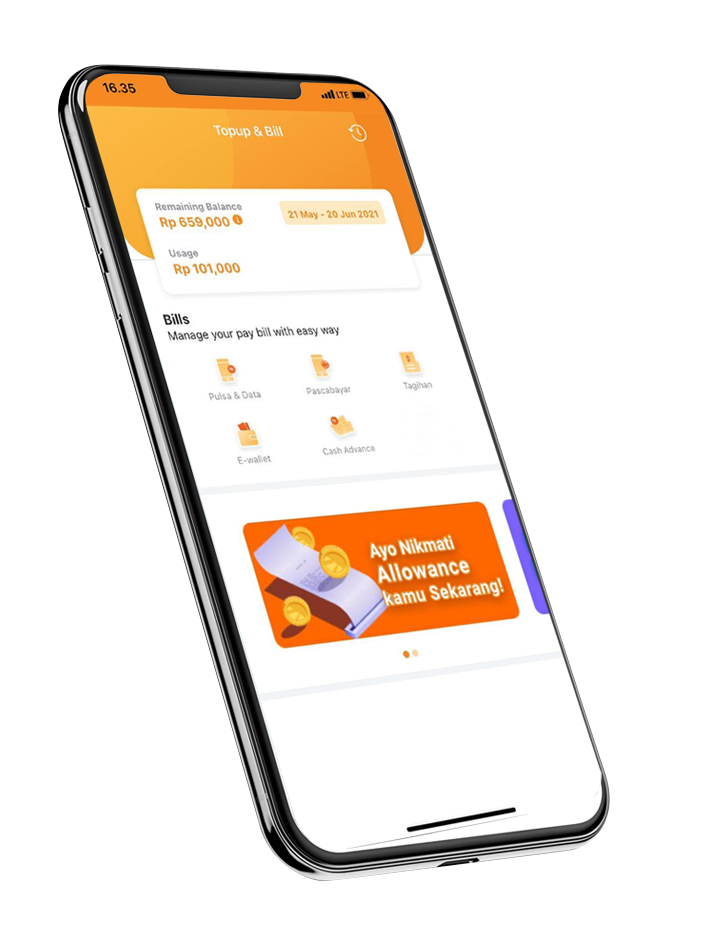 16.35
LTE
Topup & Bill
Remaining Balance
Rp 659,000
21 May - 20 Jun 2021
Usage
Rp 101,000
Bills
Manage your pay bill with easy way
Pulsa & Data
Pascabayar
Tagihan
E-wallet
Cash Advance
Ayo Nikmati
Allowance
kamu Sekarang!